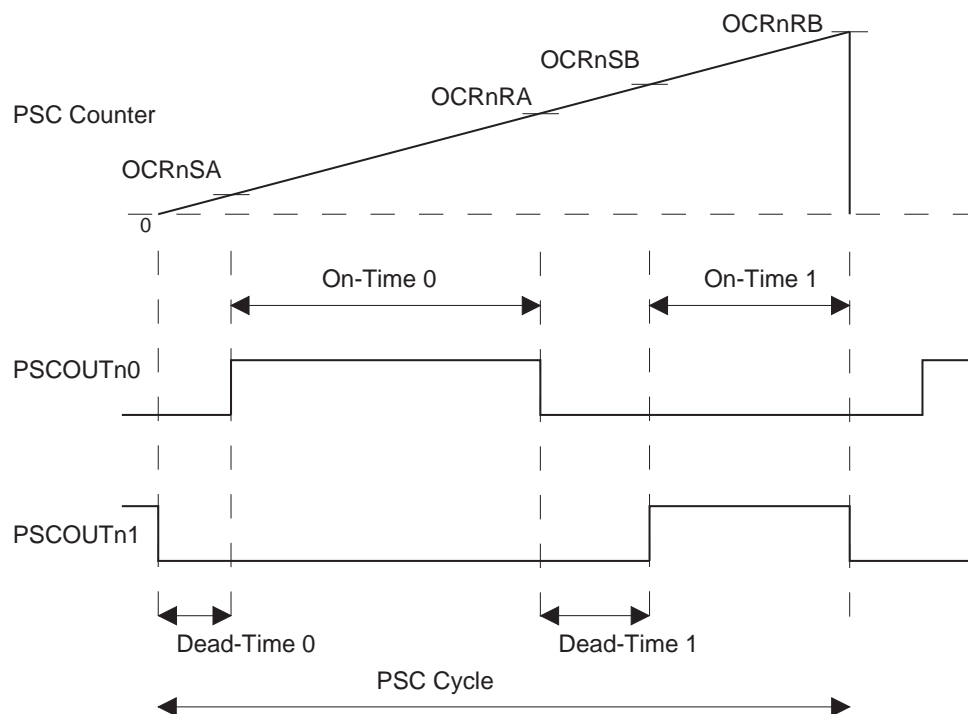 OCRnRB
OCRnSB
OCRnRA
PSC Counter
OCRnSA
0
On-Time 0
On-Time 1
PSCOUTn0
PSCOUTn1
Dead-Time 0
Dead-Time 1
PSC Cycle